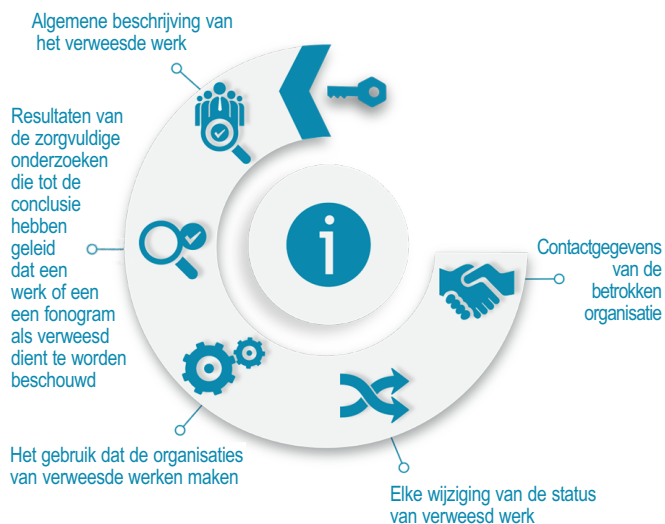 Algemene beschrijving van
het verweesde werk
Resultaten van
de zorgvuldige
onderzoeken
die tot de
conclusie
hebben
geleid
dat een
werk of een
een fonogram
als verweesd
dient te worden
beschouwd
Het gebruik dat de organisaties
van verweesde werken maken
Elke wijziging van de status
van verweesd werk
Contactgegevens
van de
betrokken
organisatie